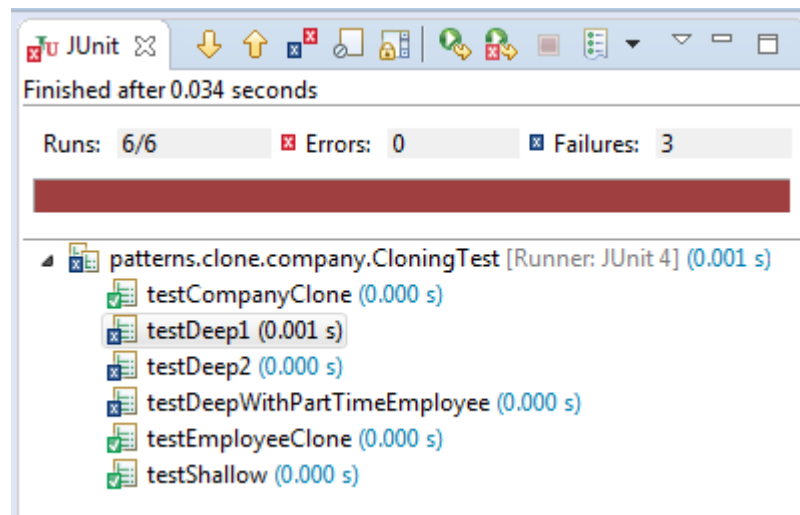 JUnit
Finished after 0.034 seconds
Runs: 6/6 Errors: 0 Failures: 3
patterns.clone.company.CloningTest [Runner: JUnit 4] (0.001 s)
testCompanyClone (0.000 s)
testDeep1 (0.001 s)
testDeep2 (0.000 s)
testDeepWithPartTimeEmployee (0.000 s)
testEmployeeClone (0.000 s)
testShallow (0.000 s)